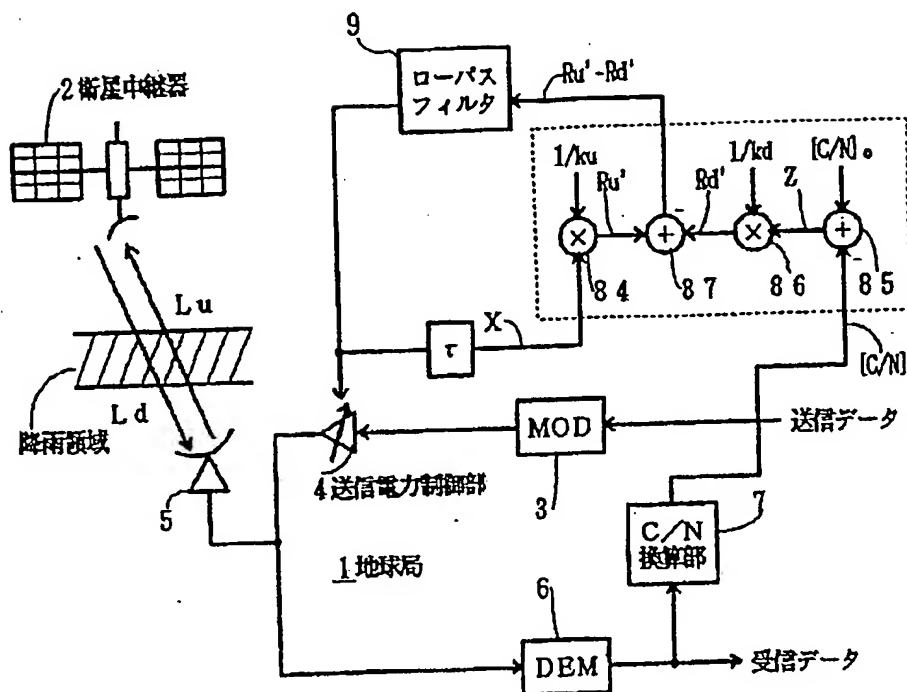 9
ローパス
フィルタ
Ru'-Rd'
2衛星中継器
1/ku
Ru'
-
Rd'
1/kd
Z
[C/N]。
×
+
×
+
-
84
87
86
85
Lu
Ld
降雨領域
τ
X
[C/N]
MOD
送信データ
4送信電力制御部
3
5
C/N
換算部
7
1地球局
6
DEM
受信データ